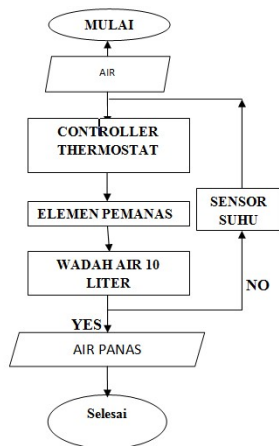 MULAI
AIR
CONTROLLER
THERMOSTAT
ELEMEN PEMANAS
SENSOR
SUHU
WADAH AIR 10
LITER
NO
YES
AIR PANAS
Selesai